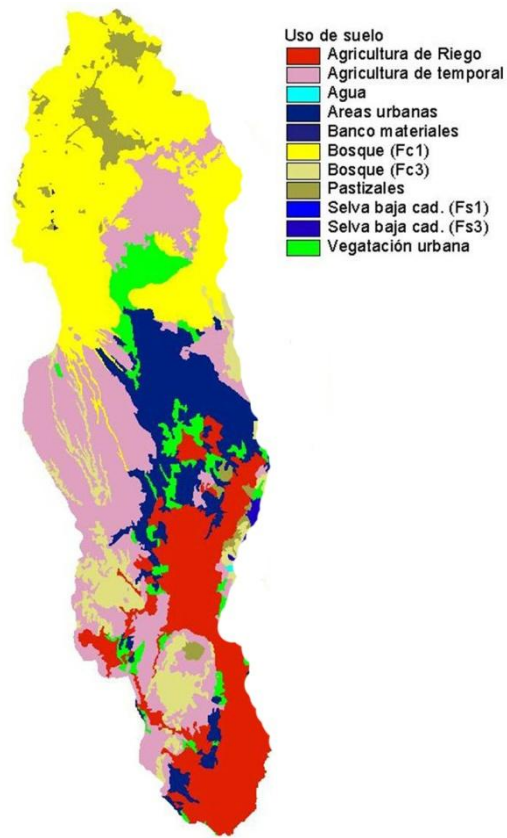 Uso de suelo
Agricultura de Riego
Agricultura de temporal
Agua
Areas urbanas
Banco materiales
Bosque (Fc1)
Bosque (Fc3)
Pastizales
Selva baja cad. (Fs1)
Selva baja cad. (Fs3)
Vegatación urbana